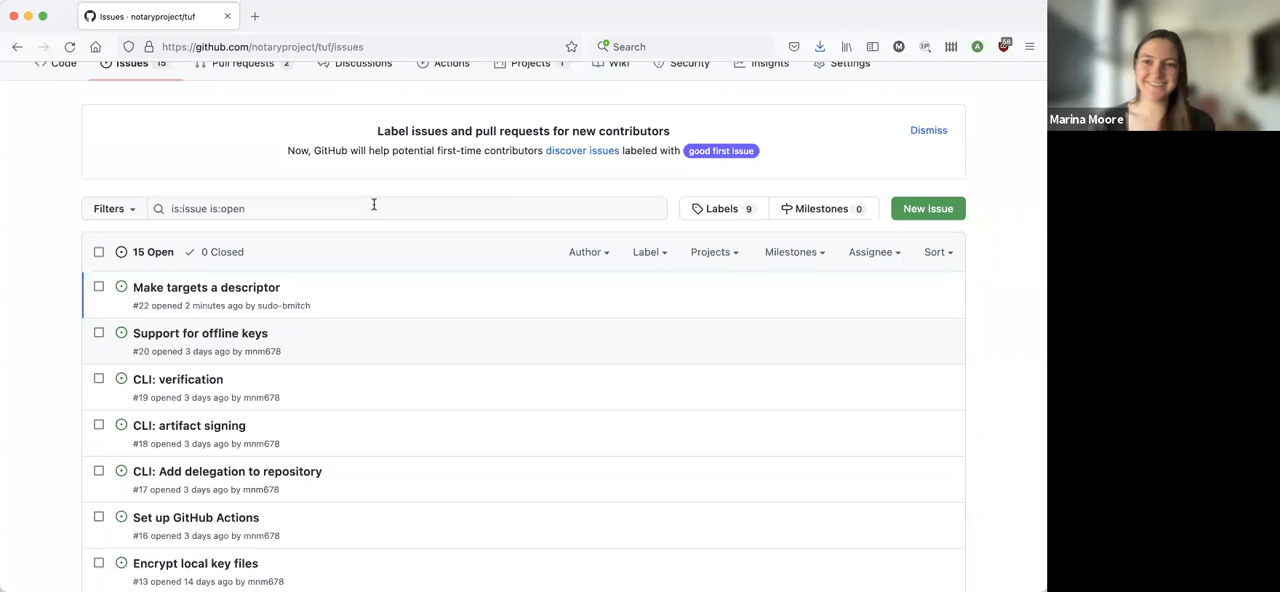 Issues · notaryproject/tuf
https://github.com/notaryproject/tuf/issues
Search
58
Code Issues 15 Pull requests 2 Discussions Actions Projects 1 Wiki Security Insights Settings
Label issues and pull requests for new contributors
Dismiss
Now, GitHub will help potential first-time contributors discover issues labeled with good first issue
Filters is:issue is:open Labels 9 Milestones 0 New issue
15 Open 0 Closed Author Label Projects Milestones Assignee Sort
Make targets a descriptor
#22 opened 2 minutes ago by sudo-bmitch
Support for offline keys
#20 opened 3 days ago by mnm678
CLI: verification
#19 opened 3 days ago by mnm678
CLI: artifact signing
#18 opened 3 days ago by mnm678
CLI: Add delegation to repository
#17 opened 3 days ago by mnm678
Set up GitHub Actions
#16 opened 3 days ago by mnm678
Encrypt local key files
#13 opened 14 days ago by mnm678
Marina Moore